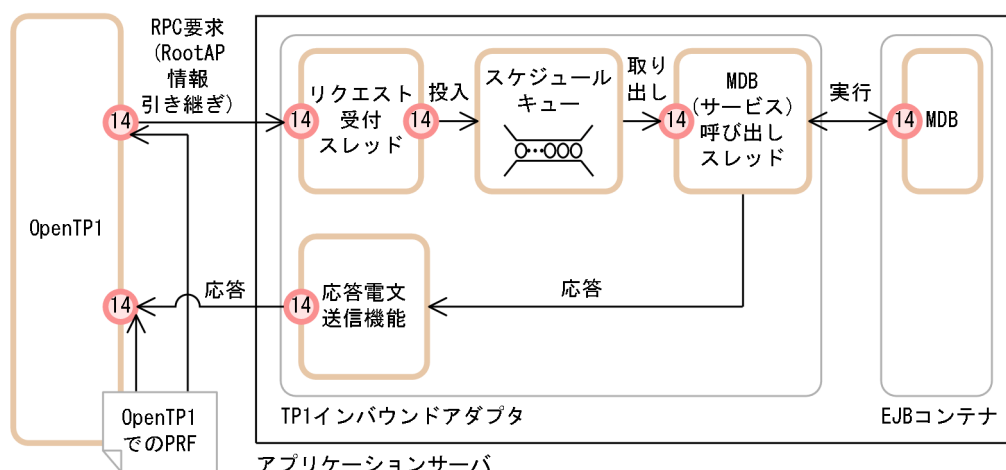 RPC要求
(RootAP
情報
引き継ぎ)
OpenTP1
14
14
14
リクエスト
受付
スレッド
14
投入
スケジュール
キュー
取り
出し
14
MDB
(サービス)
呼び出し
スレッド
実行
14
MDB
応答
14
応答電文
送信機能
応答
OpenTP1
でのPRF
TP1インバウンドアダプタ
EJBコンテナ
アプリケーションサーバ